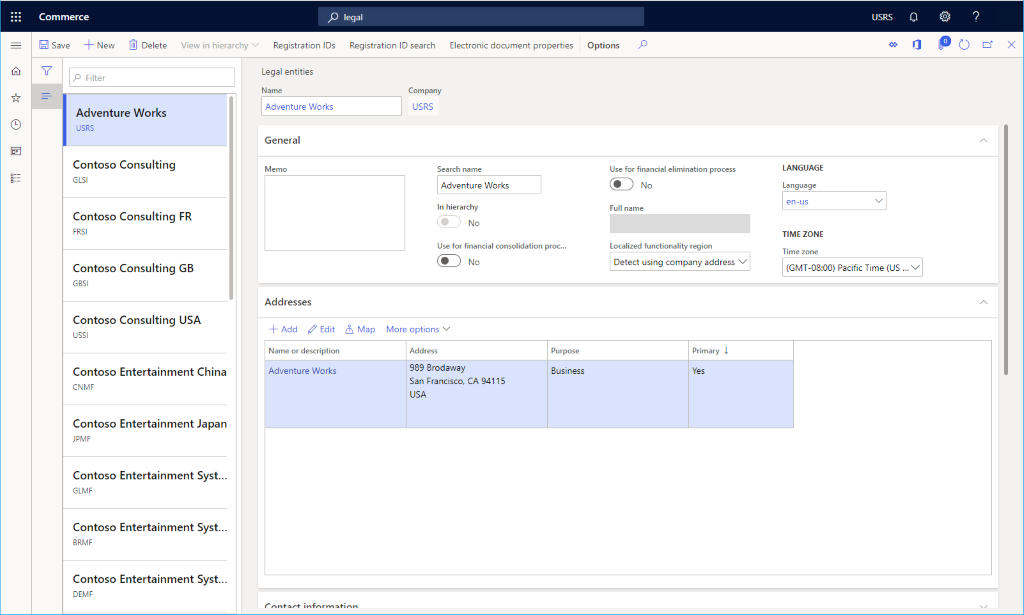 Commerce
legal
USRS
?
Save
New
Delete
View in hierarchy
Registration IDs
Registration ID search
Electronic document properties
Options
0
Filter
Adventure Works
USRS
Contoso Consulting
GLSI
Contoso Consulting FR
FRSI
Contoso Consulting GB
GBSI
Contoso Consulting USA
USSI
Contoso Entertainment China
CNMF
Contoso Entertainment Japan
JPMF
Contoso Entertainment Syst...
GLMF
Contoso Entertainment Syst...
BRMF
Contoso Entertainment Syst...
DEMF
Legal entities
Name
Company
Adventure Works
USRS
General
Memo
Search name
Adventure Works
In hierarchy
No
Use for financial consolidation proc...
No
Use for financial elimination process
No
Full name
Localized functionality region
Detect using company address
LANGUAGE
Language
en-us
TIME ZONE
Time zone
(GMT-08:00) Pacific Time (US ...
Addresses
Add
Edit
Map
More options
Name or description
Address
Purpose
Primary
Adventure Works
989 Brodaway
San Francisco, CA 94115
USA
Business
Yes
Contact information